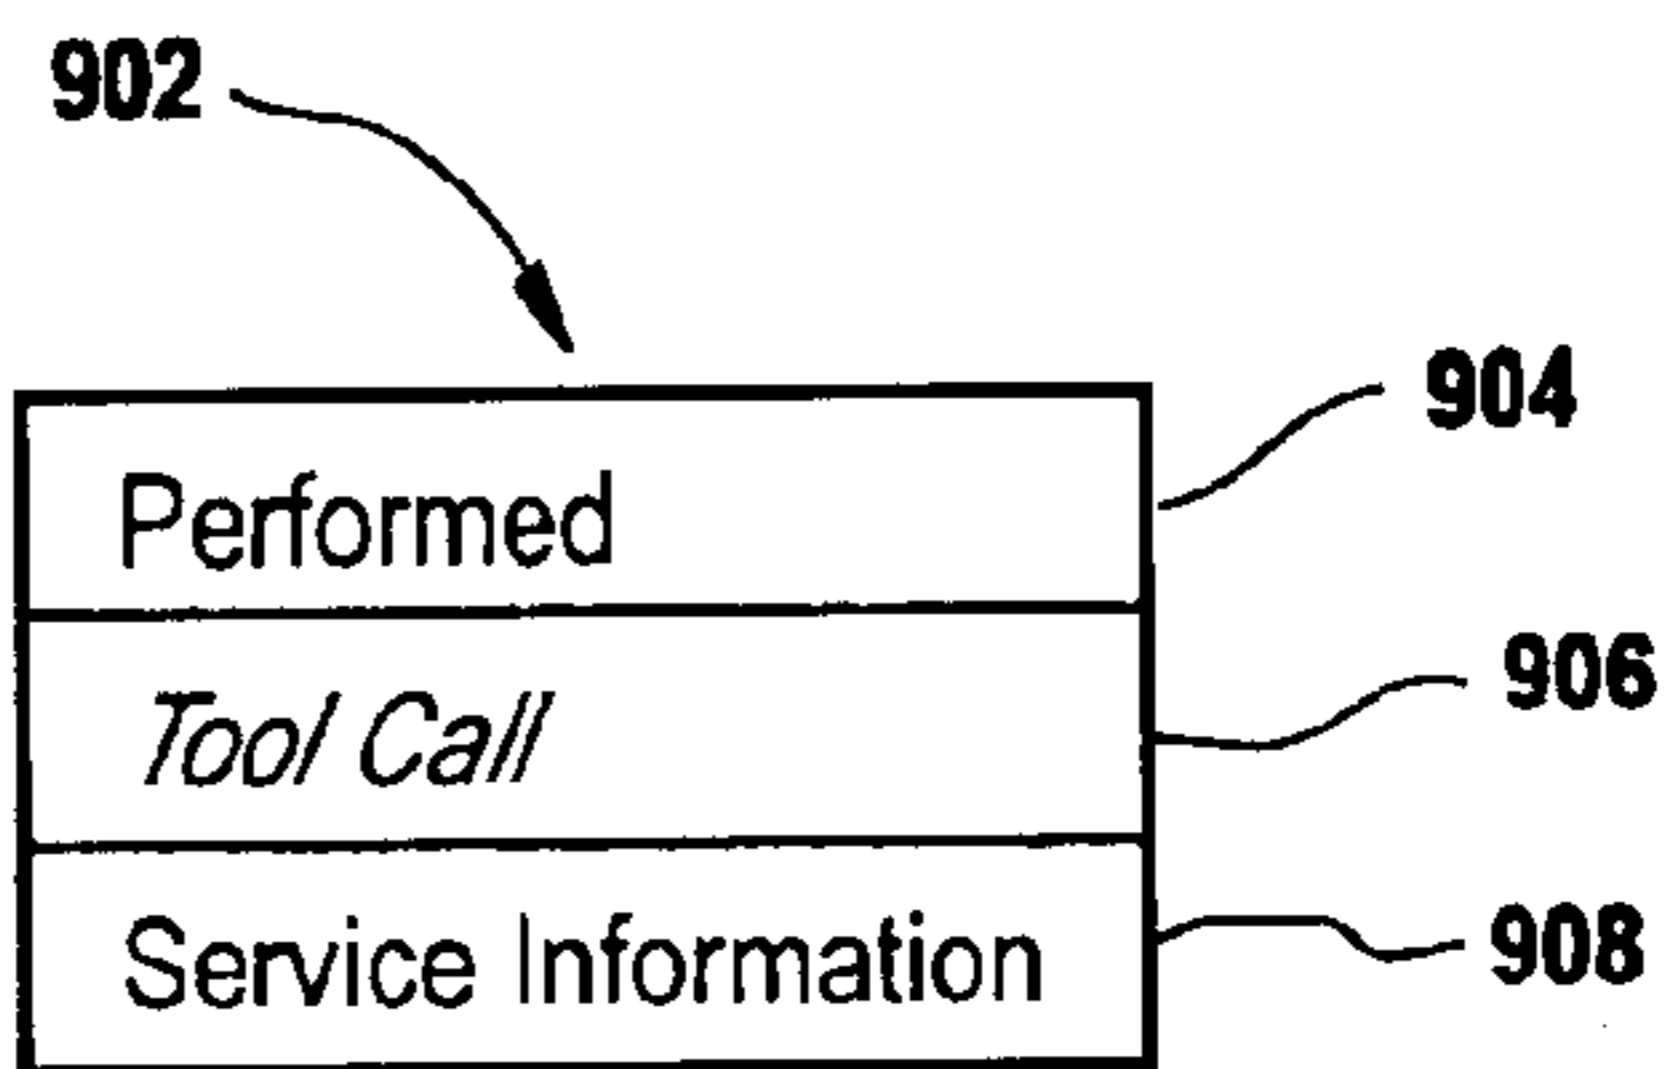 902
904
Performed
906
Tool Call
Service Information
908